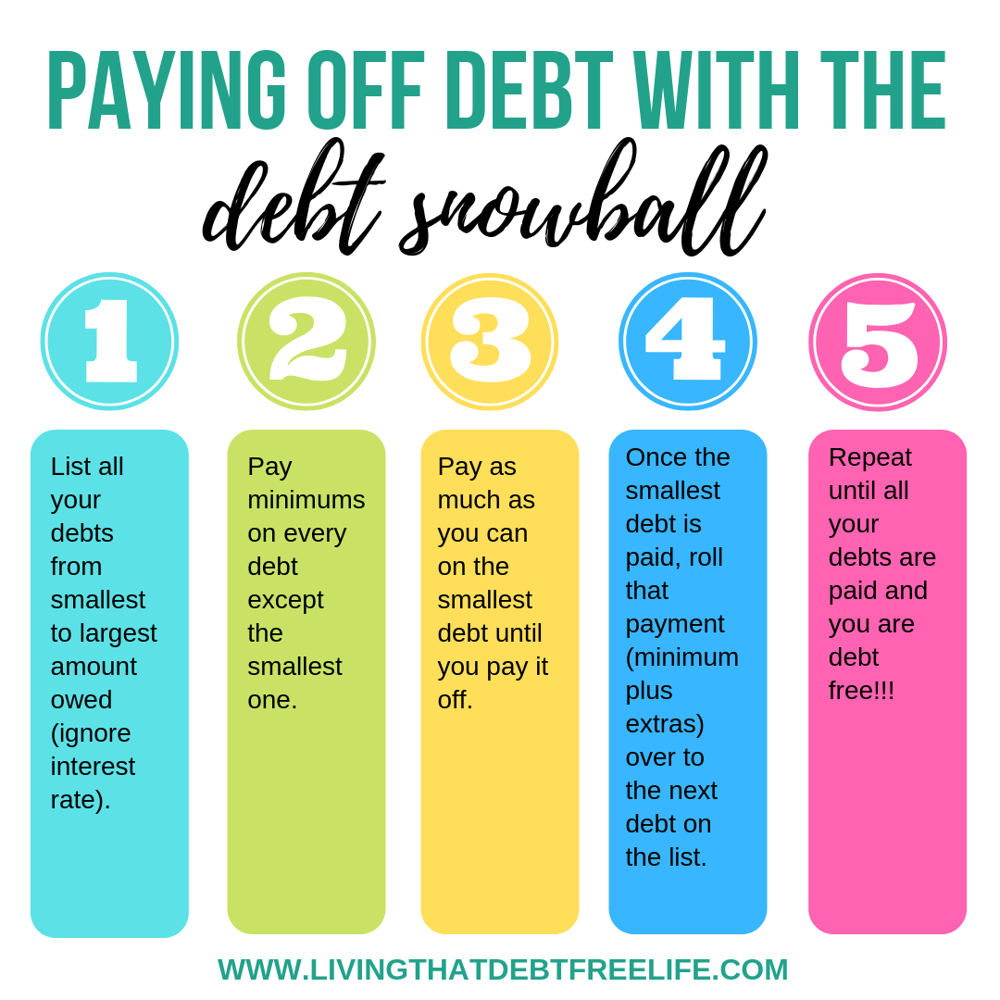 PAYING OFF DEBT WITH THE
debt snowball
1
List all
your
debts
from
smallest
to largest
amount
owed
(ignore
interest
rate).
2
Pay
minimums
on every
debt
except
the
smallest
one.
3
Pay as
much as
you can
on the
smallest
debt until
you pay it
off.
4
Once the
smallest
debt is
paid, roll
that
payment
(minimum
plus
extras)
over to
the next
debt on
the list.
5
Repeat
until all
your
debts are
paid and
you are
debt
free!!!
WWW.LIVINGTHATDEBTFREELIFE.COM